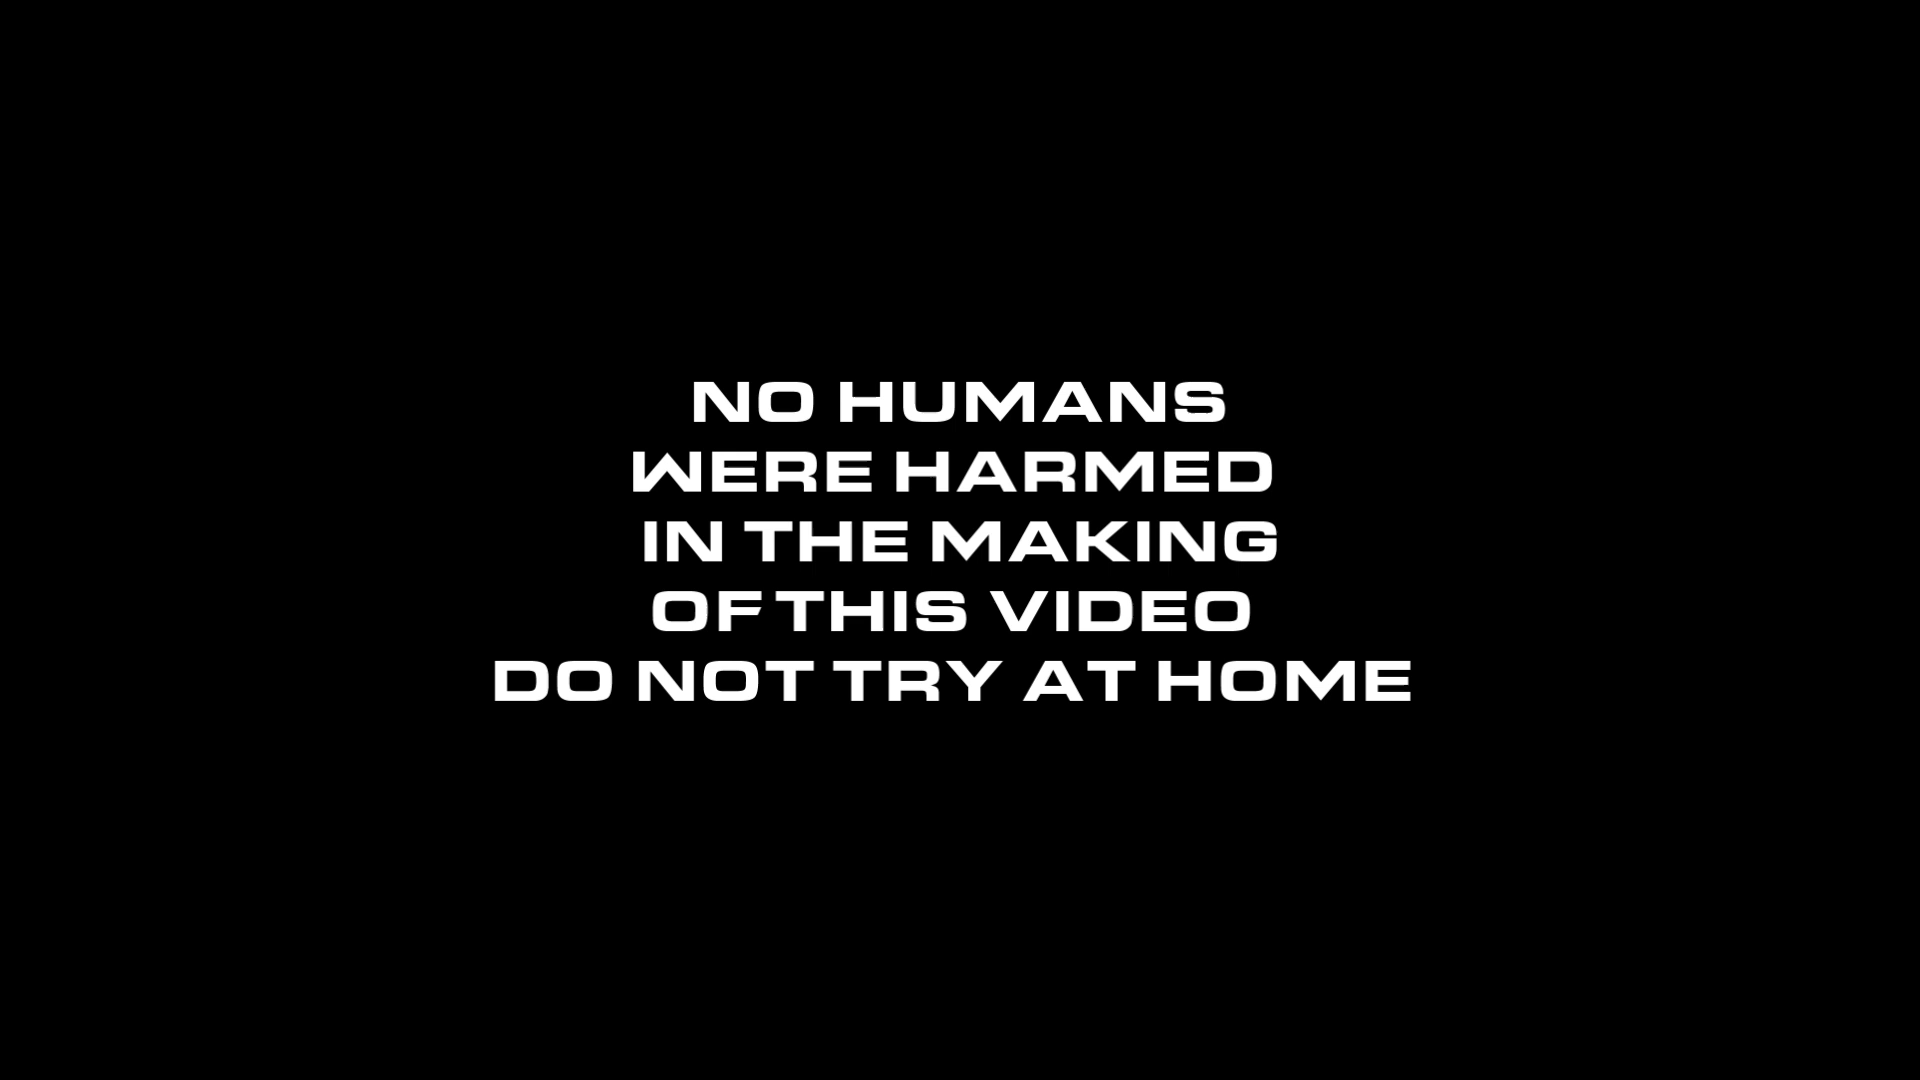 NO HUMANS
WERE HARMED
IN THE MAKING
OF THIS VIDEO
DO NOT TRY AT HOME